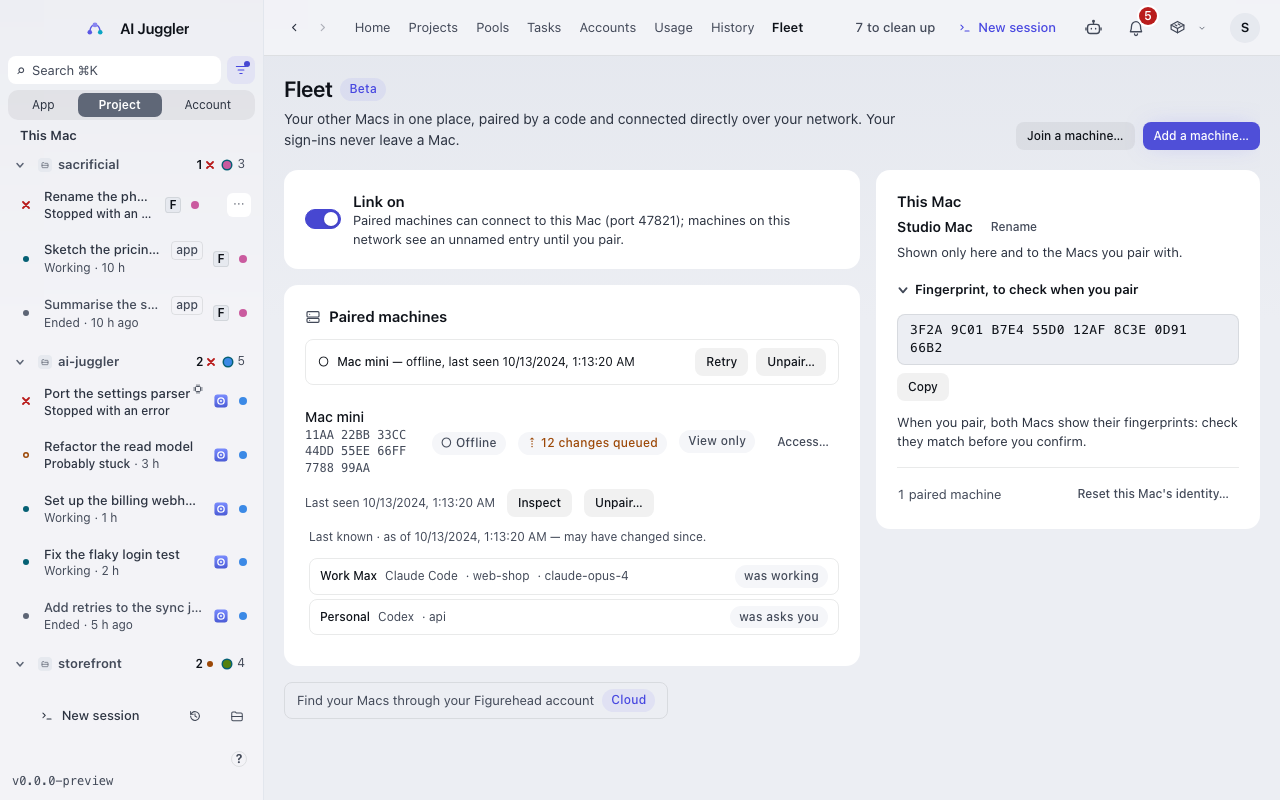 AI Juggler
Search ⌘K
App Project Account
This Mac
sacrificial 1 3
Rename the ph...
Stopped with an ...
F
...
Sketch the pricin... app
Working · 10 h
F
Summarise the s... app
Ended · 10 h ago
F
ai-juggler 2 5
Port the settings parser
Stopped with an error
Refactor the read model
Probably stuck · 3 h
Set up the billing webh...
Working · 1 h
Fix the flaky login test
Working · 2 h
Add retries to the sync j...
Ended · 5 h ago
storefront 2 4
New session
?
v0.0.0-preview
Home Projects Pools Tasks Accounts Usage History Fleet 7 to clean up New session 5 S
Fleet Beta
Your other Macs in one place, paired by a code and connected directly over your network. Your
sign-ins never leave a Mac.
Join a machine... Add a machine...
Link on
Paired machines can connect to this Mac (port 47821); machines on this
network see an unnamed entry until you pair.
Paired machines
Mac mini — offline, last seen 10/13/2024, 1:13:20 AM Retry Unpair...
Mac mini
11AA 22BB 33CC
44DD 55EE 66FF
7788 99AA
Offline ↑ 12 changes queued View only Access...
Last seen 10/13/2024, 1:13:20 AM Inspect Unpair...
Last known · as of 10/13/2024, 1:13:20 AM — may have changed since.
Work Max Claude Code · web-shop · claude-opus-4 was working
Personal Codex · api was asks you
Find your Macs through your Figurehead account Cloud
This Mac
Studio Mac Rename
Shown only here and to the Macs you pair with.
Fingerprint, to check when you pair
3F2A 9C01 B7E4 55D0 12AF 8C3E 0D91
66B2
Copy
When you pair, both Macs show their fingerprints: check
they match before you confirm.
1 paired machine Reset this Mac's identity...